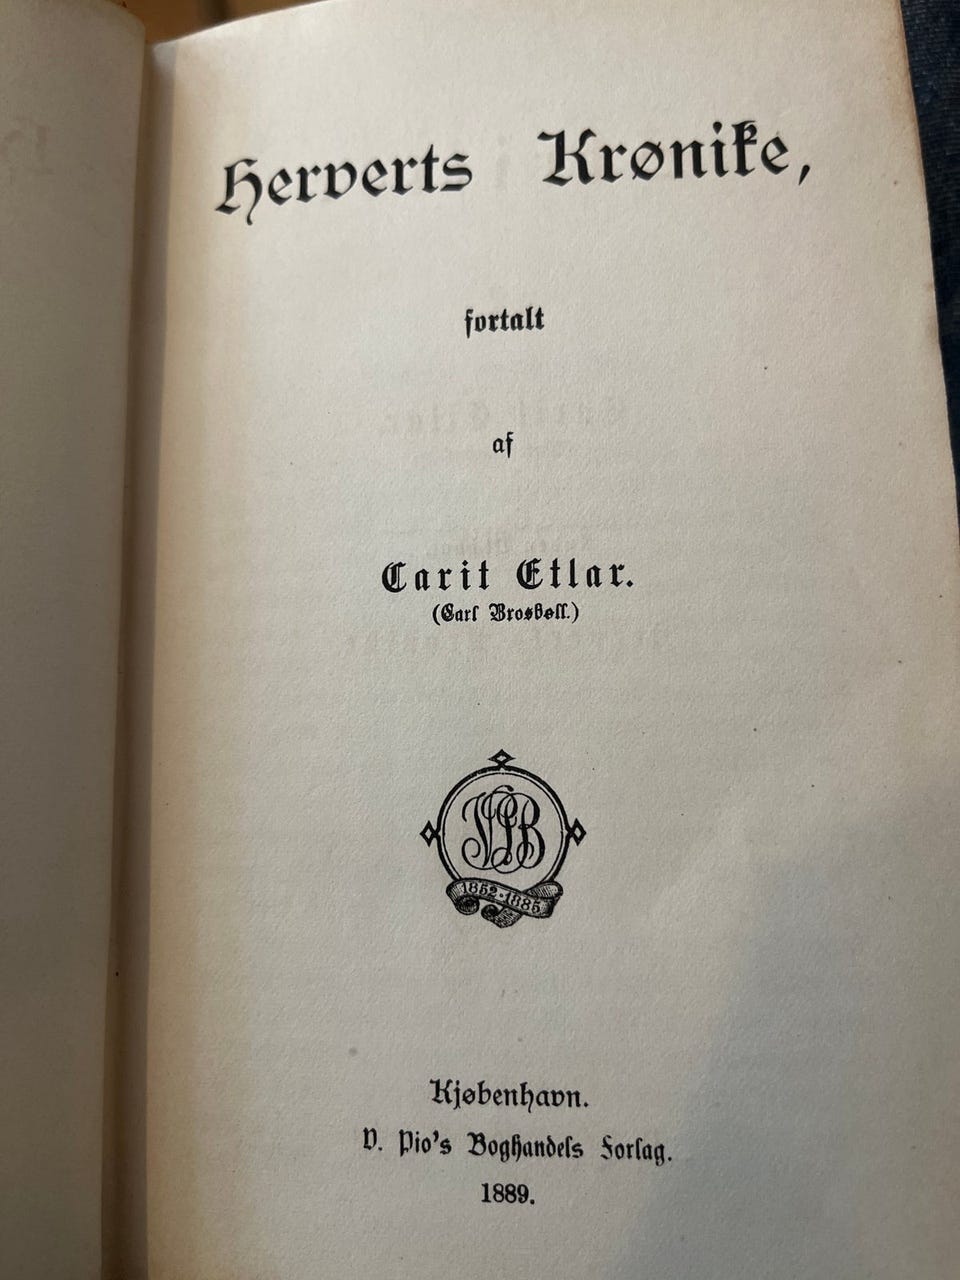 Herverts Krønike,
fortalt
af
Carit Etlar.
(Carl Brosbøll.)
VPB
1852-1885
Kjøbenhavn.
V. Pio's Boghandels Forlag.
1889.